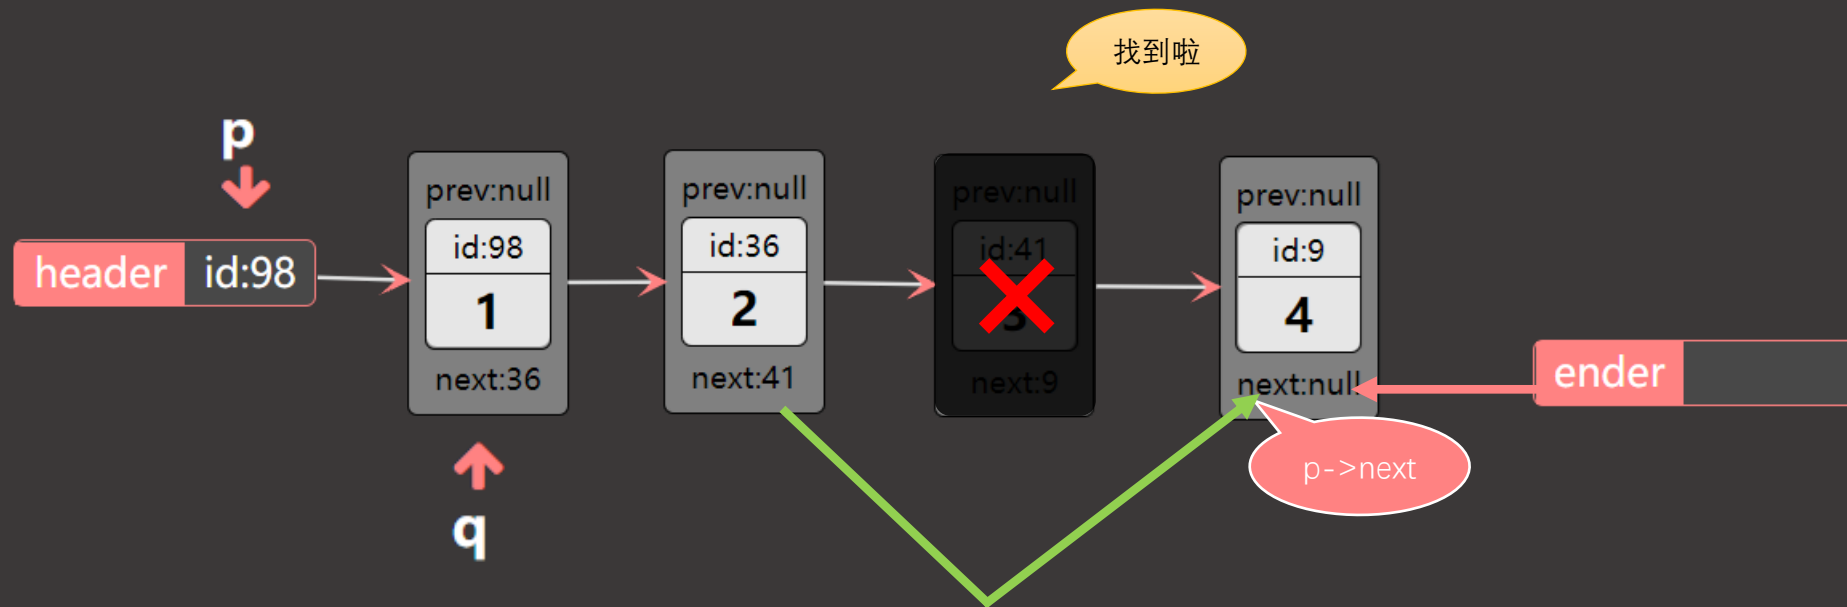 找到啦
p
header id:98
prev:null
id:98
1
next:36
prev:null
id:36
2
next:41
prev:null
id:41
3
next:9
prev:null
id:9
4
next:null
ender
p->next
q